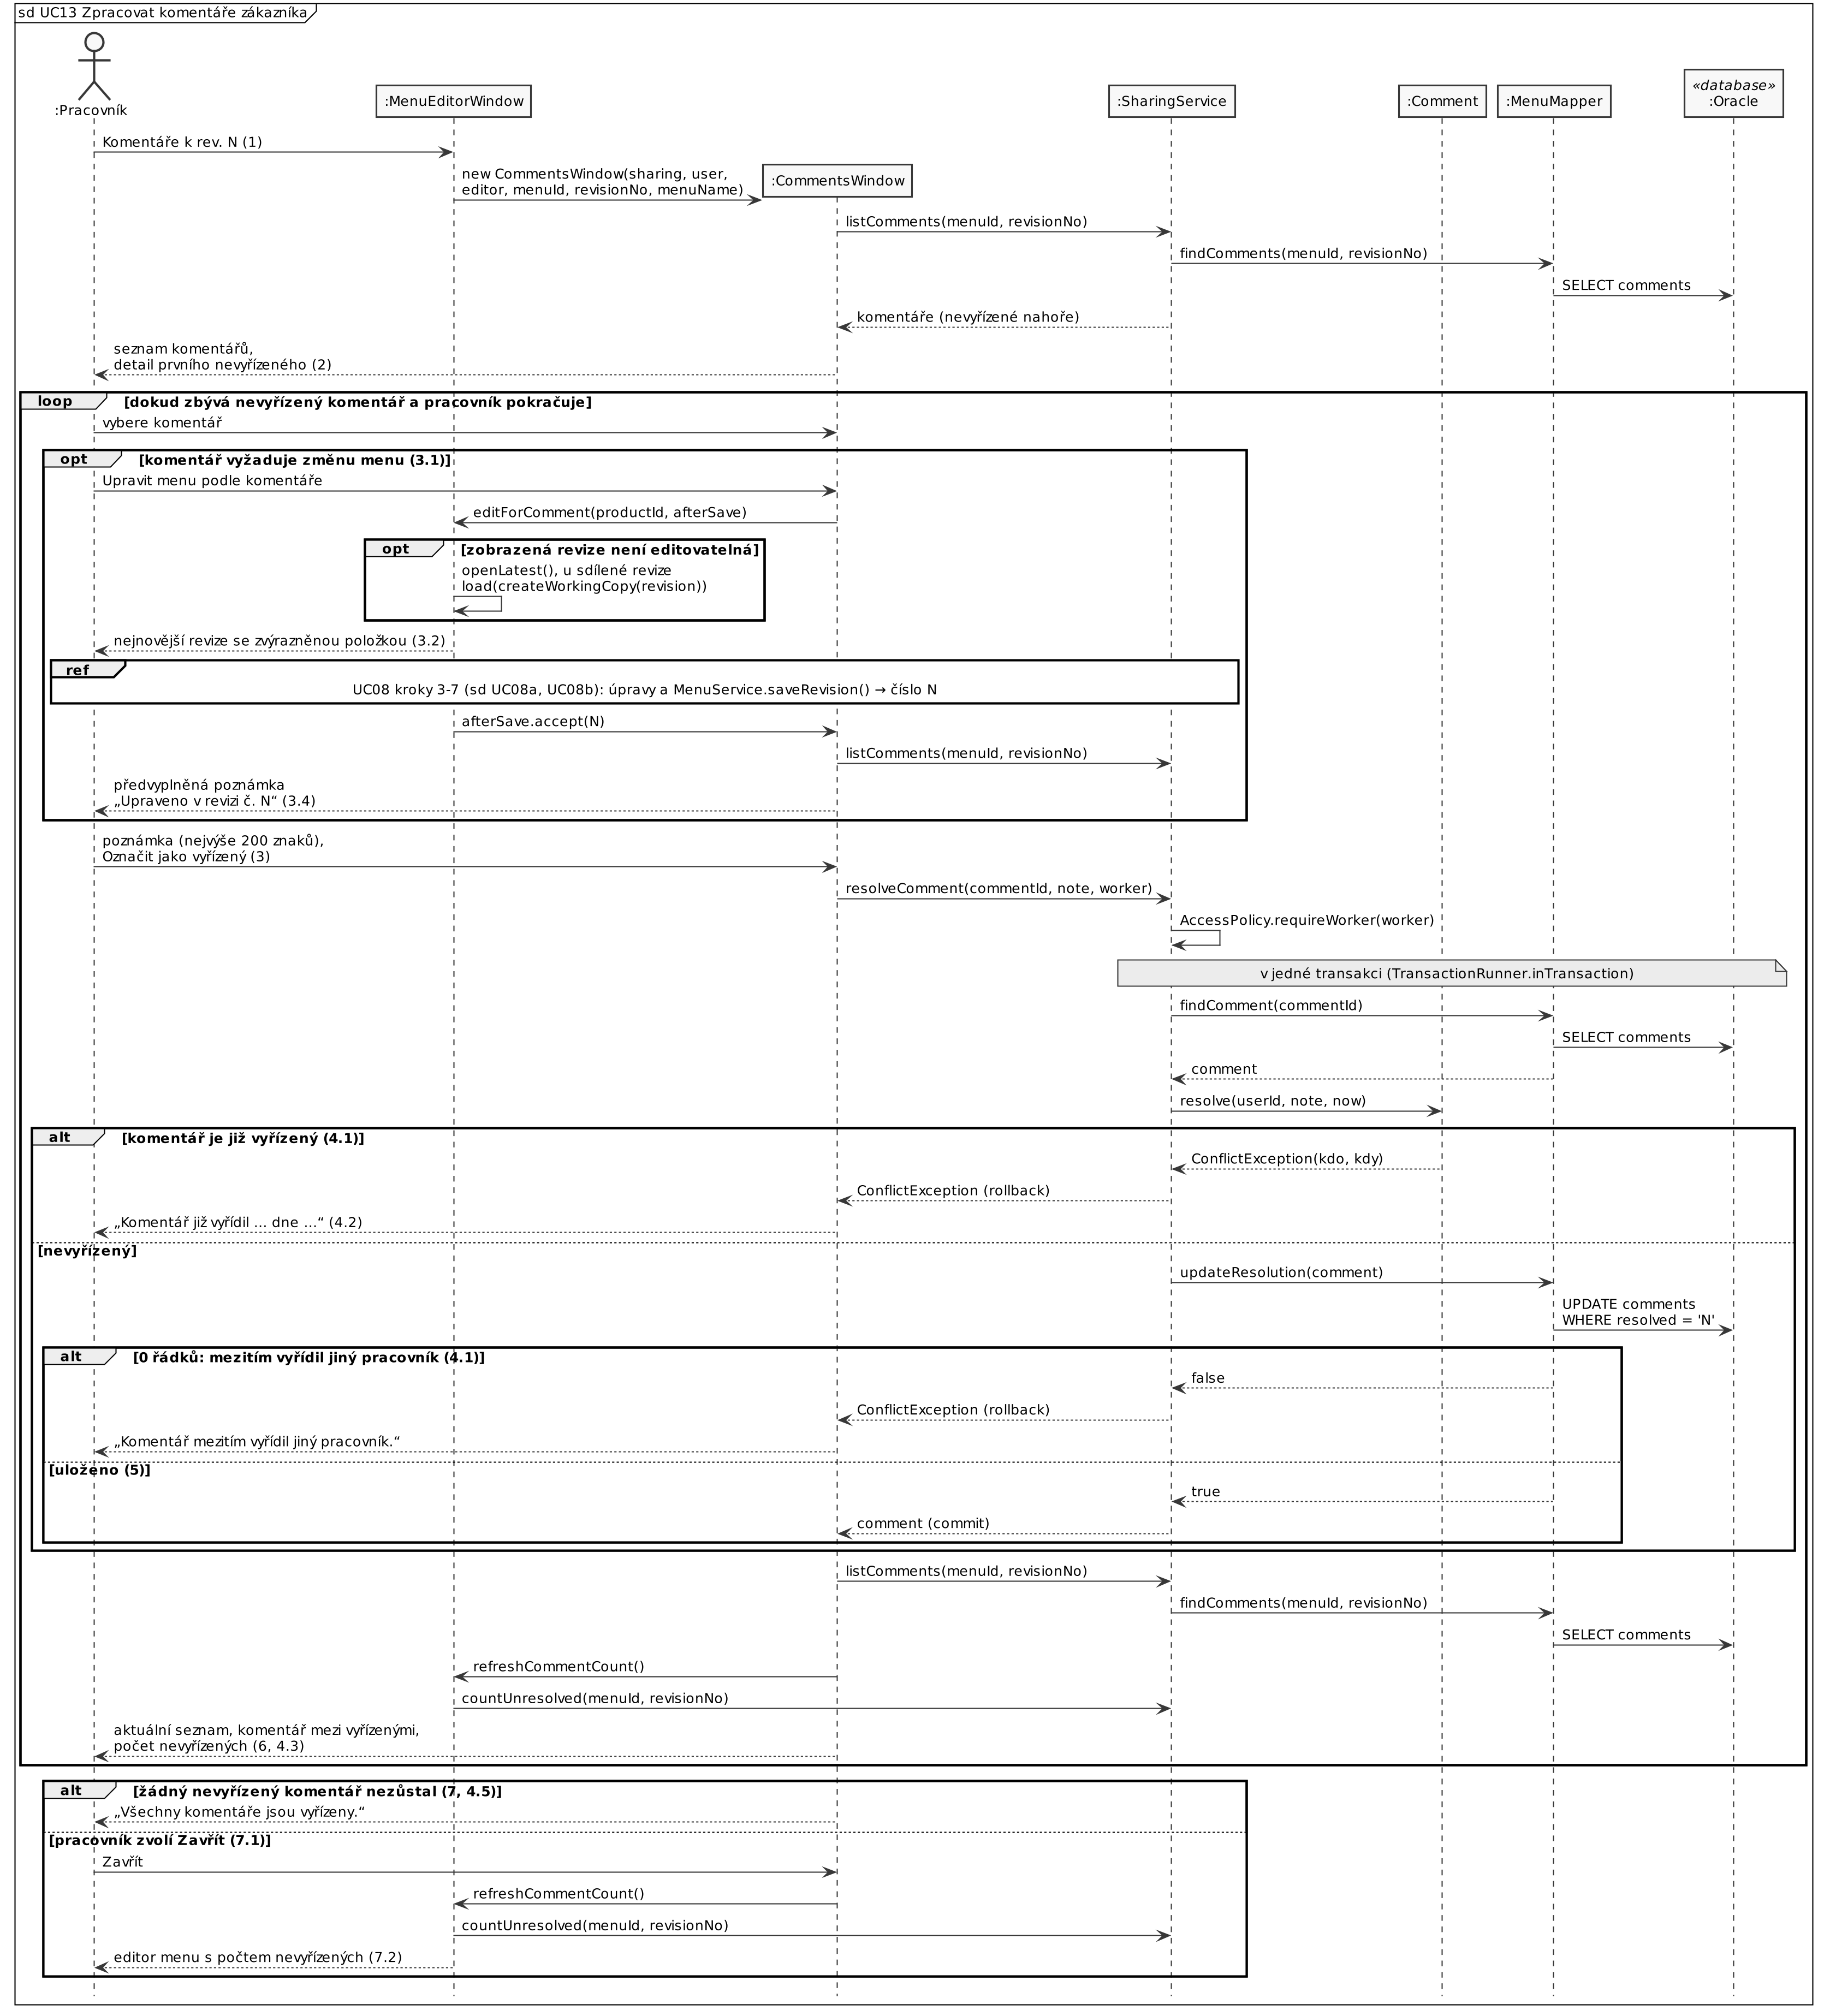 sd UC13 Zpracovat komentáře zákazníka
:Pracovník
:MenuEditorWindow
:SharingService
:Comment
:MenuMapper
«database»
:Oracle
Komentáře k rev. N (1)
new CommentsWindow(sharing, user,
editor, menuId, revisionNo, menuName)
:CommentsWindow
listComments(menuId, revisionNo)
findComments(menuId, revisionNo)
SELECT comments
komentáře (nevyřízené nahoře)
seznam komentářů,
detail prvního nevyřízeného (2)
loop [dokud zbývá nevyřízený komentář a pracovník pokračuje]
vybere komentář
opt [komentář vyžaduje změnu menu (3.1)]
Upravit menu podle komentáře
editForComment(productId, afterSave)
opt [zobrazená revize není editovatelná]
openLatest(), u sdílené revize
load(createWorkingCopy(revision))
nejnovější revize se zvýrazněnou položkou (3.2)
ref
UC08 kroky 3-7 (sd UC08a, UC08b): úpravy a MenuService.saveRevision() → číslo N
afterSave.accept(N)
listComments(menuId, revisionNo)
předvyplněná poznámka
„Upraveno v revizi č. N“ (3.4)
poznámka (nejvýše 200 znaků),
Označit jako vyřízený (3)
resolveComment(commentId, note, worker)
AccessPolicy.requireWorker(worker)
v jedné transakci (TransactionRunner.inTransaction)
findComment(commentId)
SELECT comments
comment
resolve(userId, note, now)
alt [komentář je již vyřízený (4.1)]
ConflictException(kdo, kdy)
ConflictException (rollback)
„Komentář již vyřídil ... dne ...“ (4.2)
[nevyřízený]
updateResolution(comment)
UPDATE comments
WHERE resolved = 'N'
alt [0 řádků: mezitím vyřídil jiný pracovník (4.1)]
false
ConflictException (rollback)
„Komentář mezitím vyřídil jiný pracovník.“
[uloženo (5)]
true
comment (commit)
listComments(menuId, revisionNo)
findComments(menuId, revisionNo)
SELECT comments
refreshCommentCount()
countUnresolved(menuId, revisionNo)
aktuální seznam, komentář mezi vyřízenými,
počet nevyřízených (6, 4.3)
alt [žádný nevyřízený komentář nezůstal (7, 4.5)]
„Všechny komentáře jsou vyřízeny.“
[pracovník zvolí Zavřít (7.1)]
Zavřít
refreshCommentCount()
countUnresolved(menuId, revisionNo)
editor menu s počtem nevyřízených (7.2)